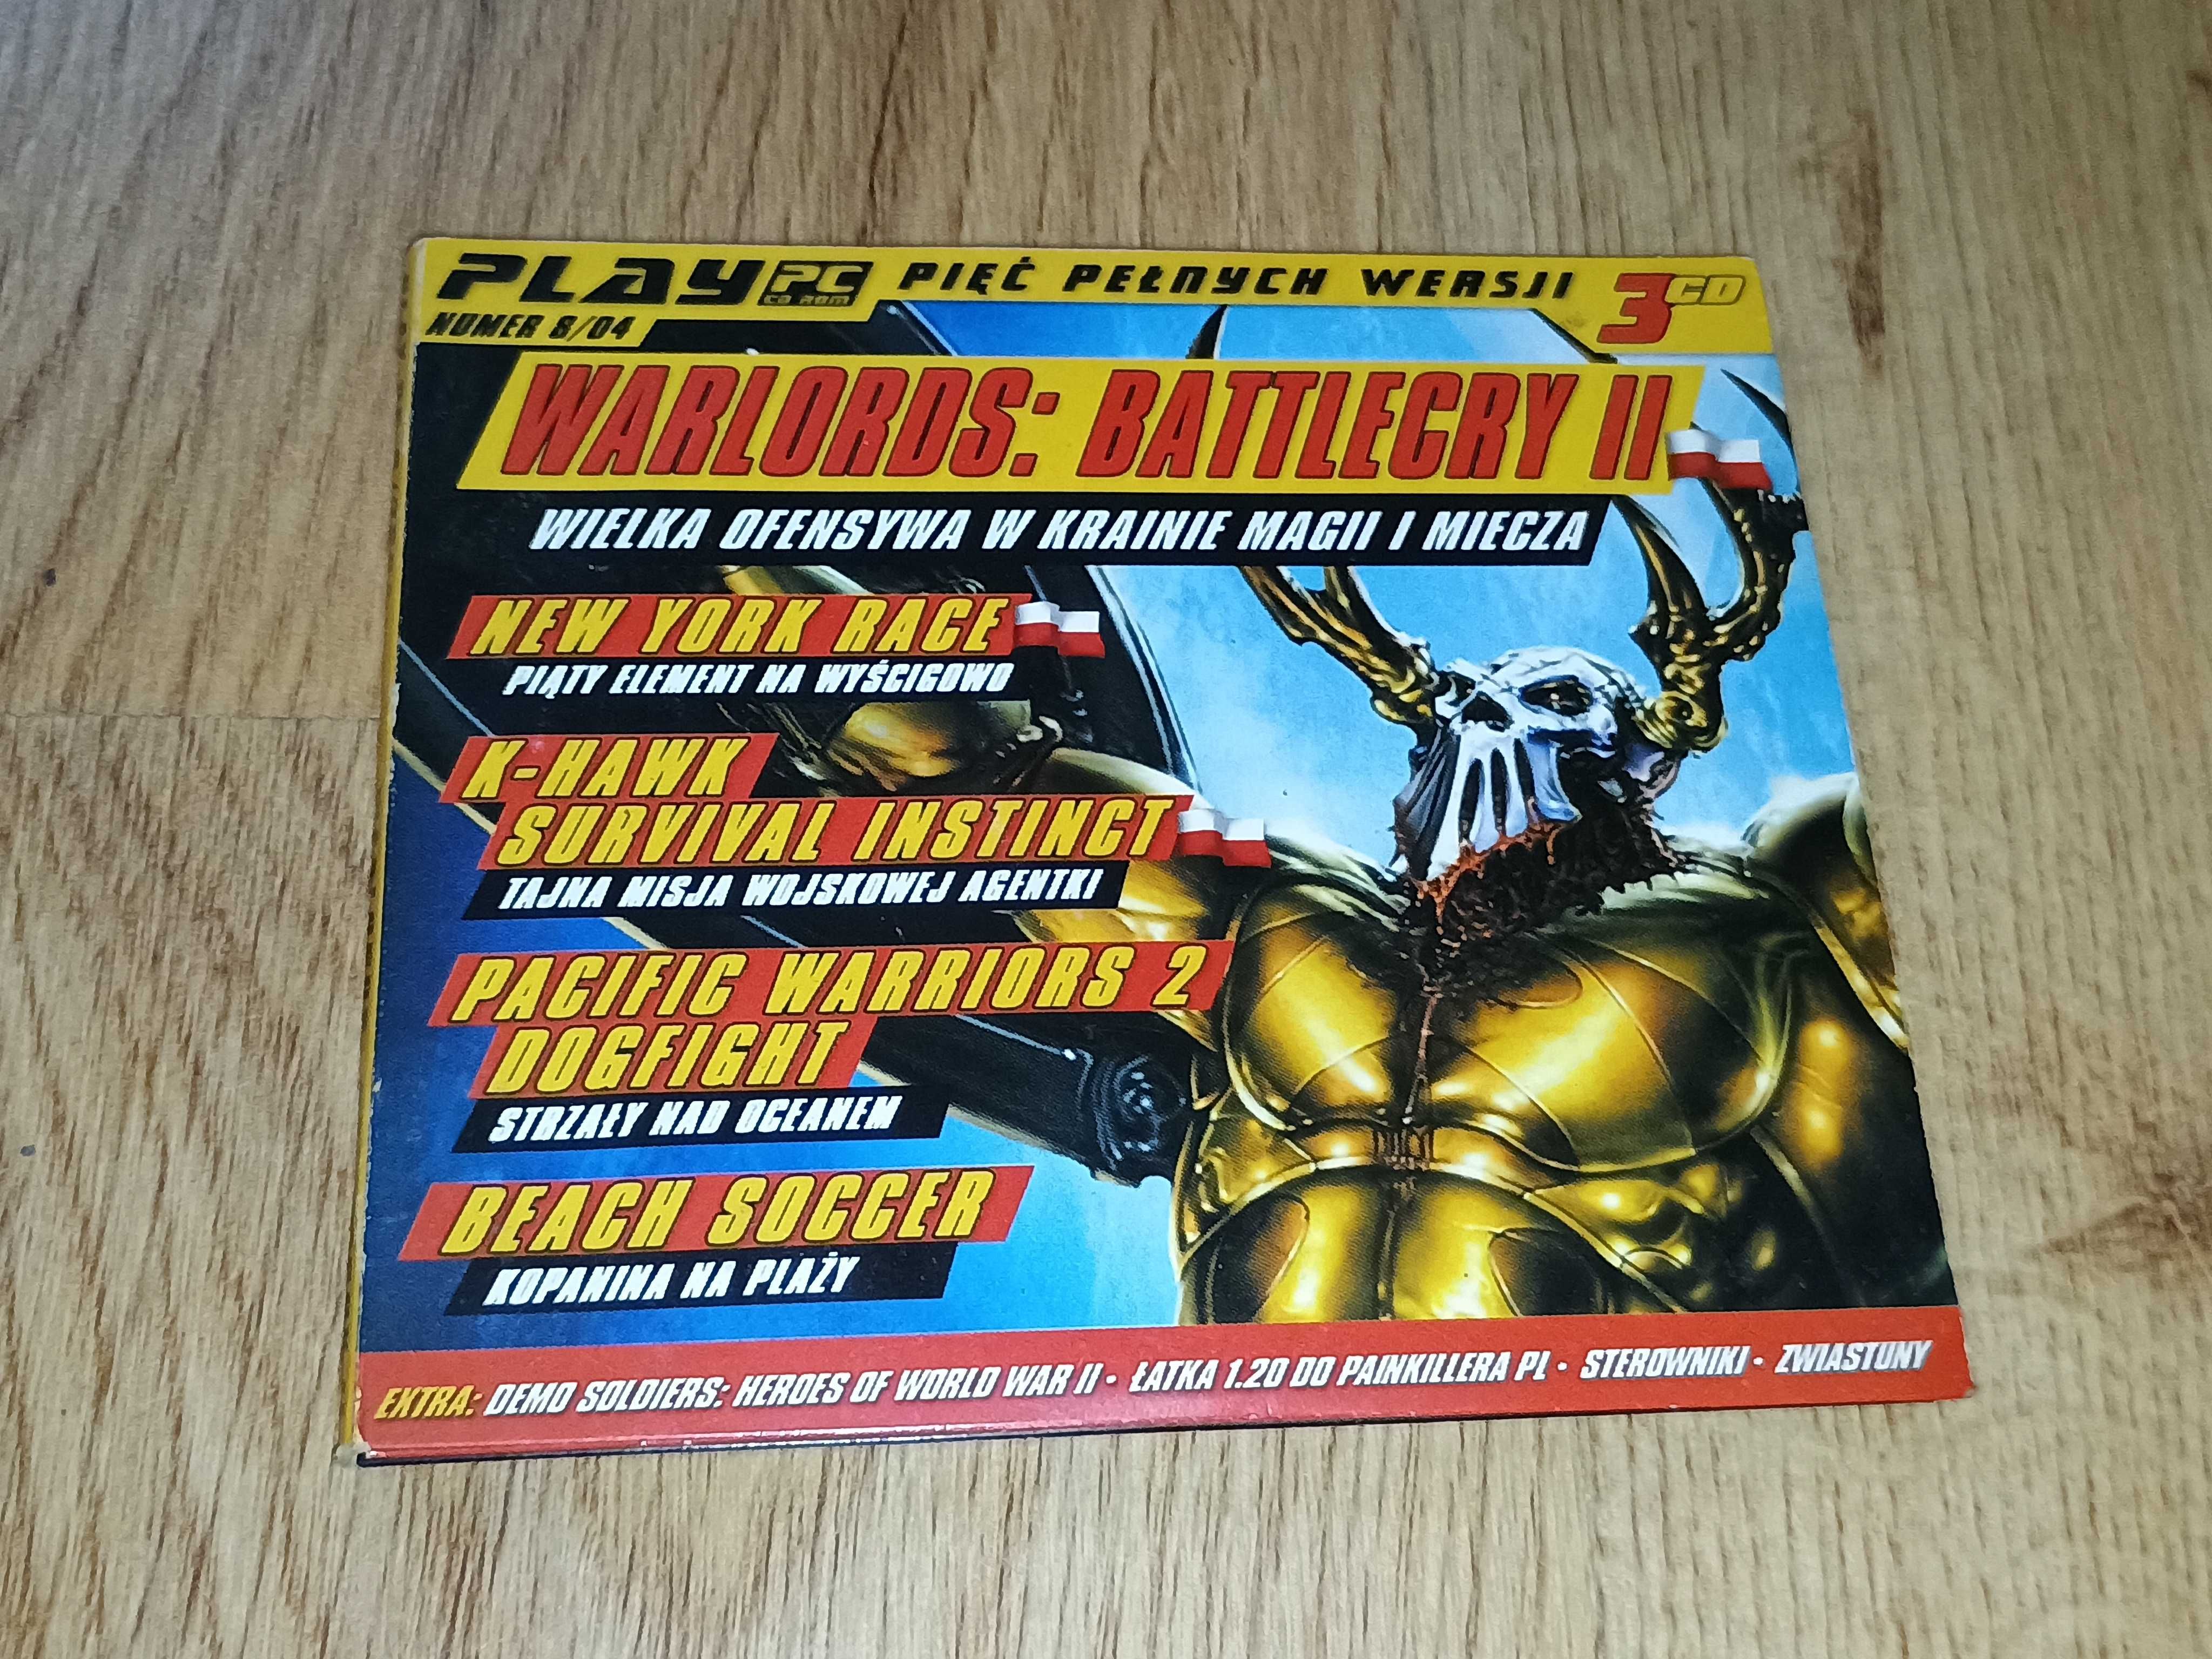 PLAY PC CD-ROM PIĘĆ PEŁNYCH WERSJI 3CD
NUMER 8/04
WARLORDS: BATTLECRY II
WIELKA OFENSYWA W KRAINIE MAGII I MIECZA
NEW YORK RACE
PIĄTY ELEMENT NA WYŚCIGOWO
K-HAWK
SURVIVAL INSTINCT
TAJNA MISJA WOJSKOWEJ AGENTKI
PACIFIC WARRIORS 2
DOGFIGHT
STRZAŁY NAD OCEANEM
BEACH SOCCER
KOPANINA NA PLAŻY
EXTRA: DEMO SOLDIERS: HEROES OF WORLD WAR II • ŁATKA 1.20 DO PAINKILLERA PL • STEROWNIKI • ZWIASTUNY